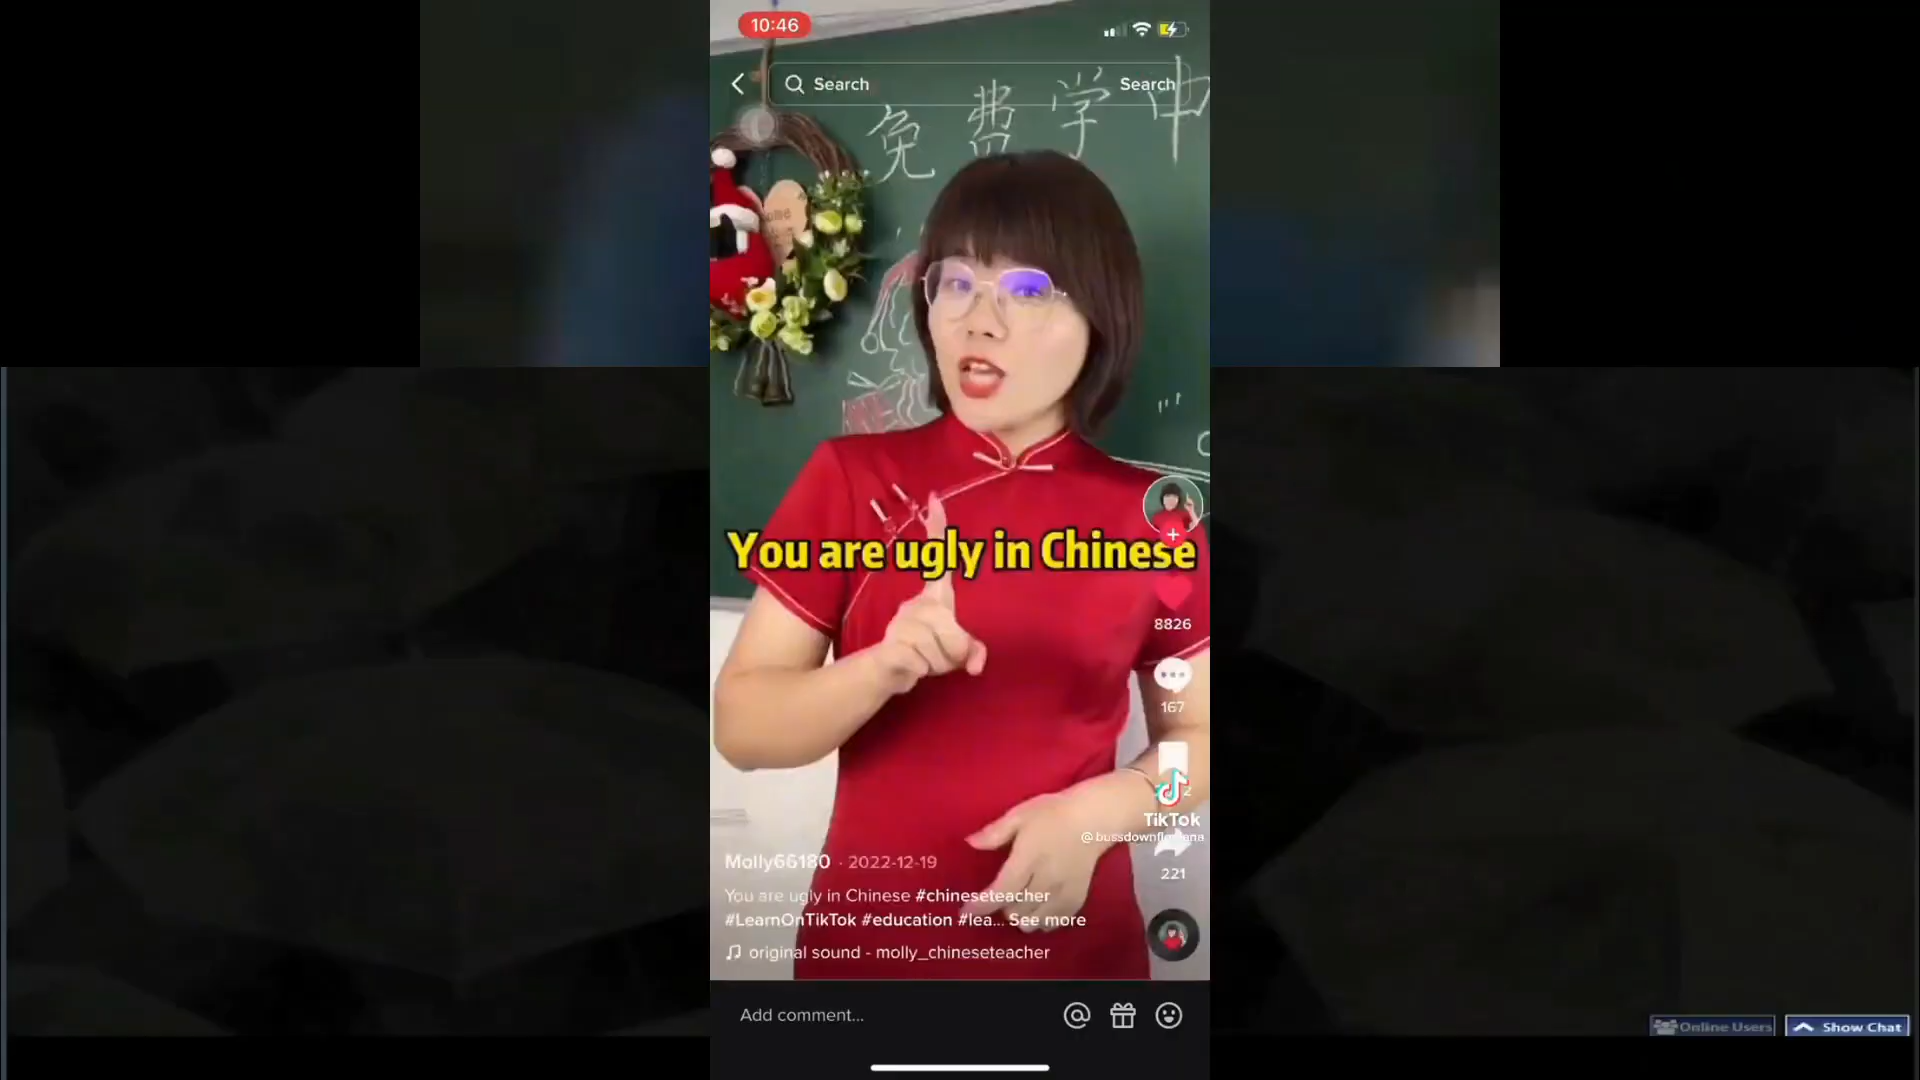 10:46
Search
Search
免费学中
You are ugly in Chinese
8826
167
2
TikTok
221
Molly66180 · 2022-12-19
You are ugly in Chinese #chineseteacher
#LearnOnTikTok #education #lea... See more
original sound - molly_chineseteacher
Add comment...
Online Users
Show Chat